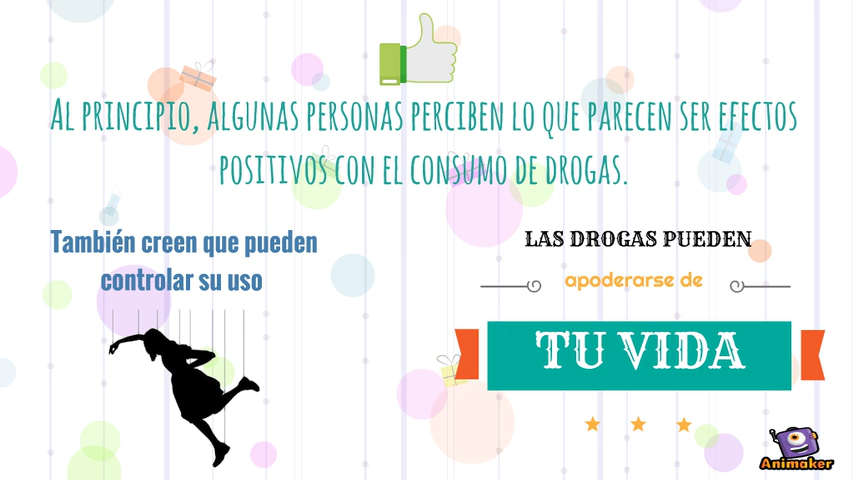 Al principio, algunas personas perciben lo que parecen ser efectos
positivos con el consumo de drogas.
También creen que pueden
controlar su uso
LAS DROGAS PUEDEN
apoderarse de
TU VIDA
Animaker